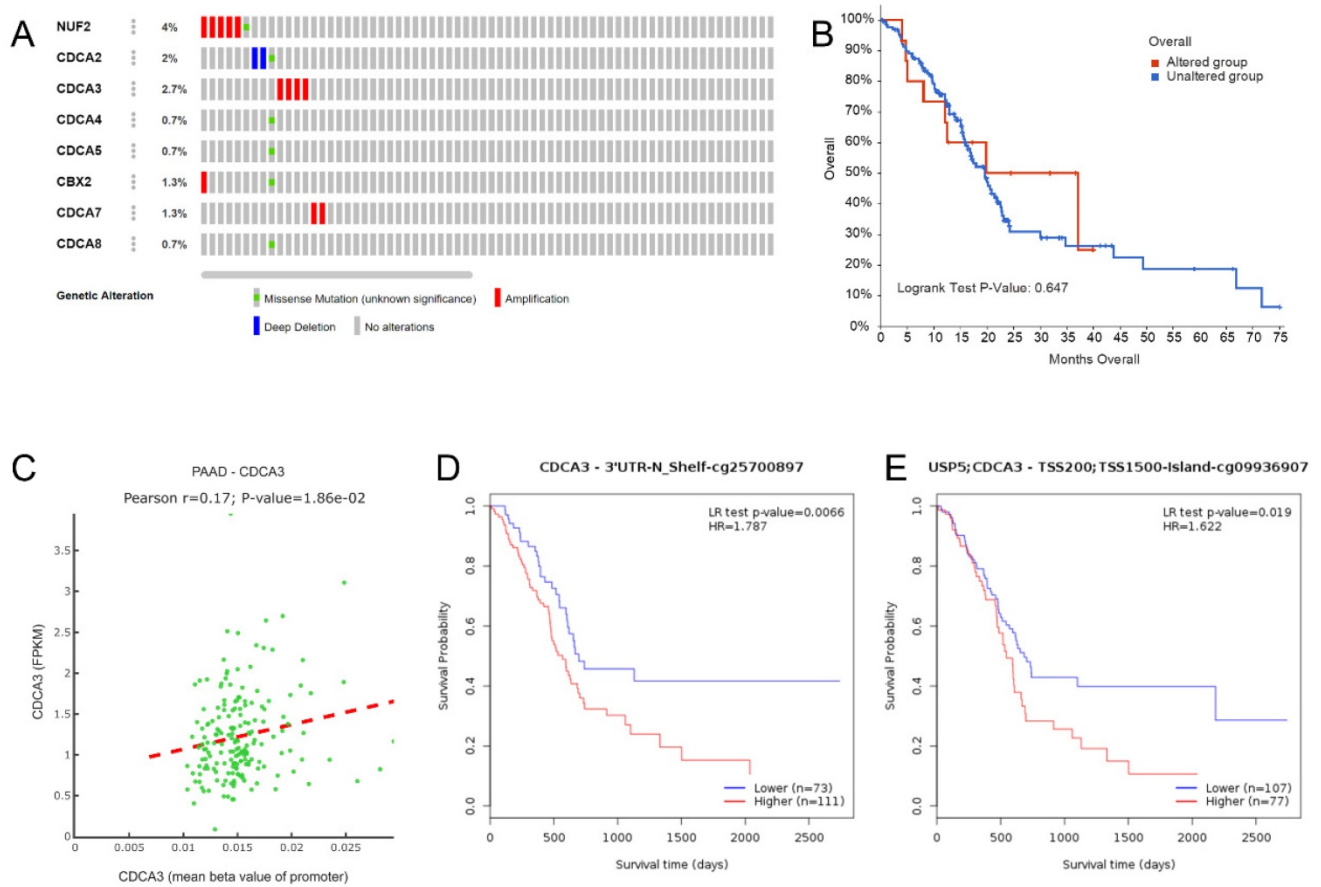 A
NUF2 4%
CDCA2 2%
CDCA3 2.7%
CDCA4 0.7%
CDCA5 0.7%
CBX2 1.3%
CDCA7 1.3%
CDCA8 0.7%
Genetic Alteration
Missense Mutation (unknown significance)
Amplification
Deep Deletion
No alterations
B
100%
90%
80%
70%
60%
50%
40%
30%
20%
10%
0%
Overall
Overall
Altered group
Unaltered group
Logrank Test P-Value: 0.647
0 5 10 15 20 25 30 35 40 45 50 55 60 65 70 75
Months Overall
C
PAAD - CDCA3
Pearson r=0.17; P-value=1.86e-02
3.5
3
2.5
2
1.5
1
0.5
0
CDCA3 (FPKM)
0 0.005 0.01 0.015 0.02 0.025
CDCA3 (mean beta value of promoter)
D
CDCA3 - 3'UTR-N_Shelf-cg25700897
LR test p-value=0.0066
HR=1.787
1.0
0.8
0.6
0.4
0.2
0.0
Survival Probability
Lower (n=73)
Higher (n=111)
0 500 1000 1500 2000 2500
Survival time (days)
E
USP5;CDCA3 - TSS200;TSS1500-Island-cg09936907
LR test p-value=0.019
HR=1.622
1.0
0.8
0.6
0.4
0.2
0.0
Survival Probability
Lower (n=107)
Higher (n=77)
0 500 1000 1500 2000 2500
Survival time (days)